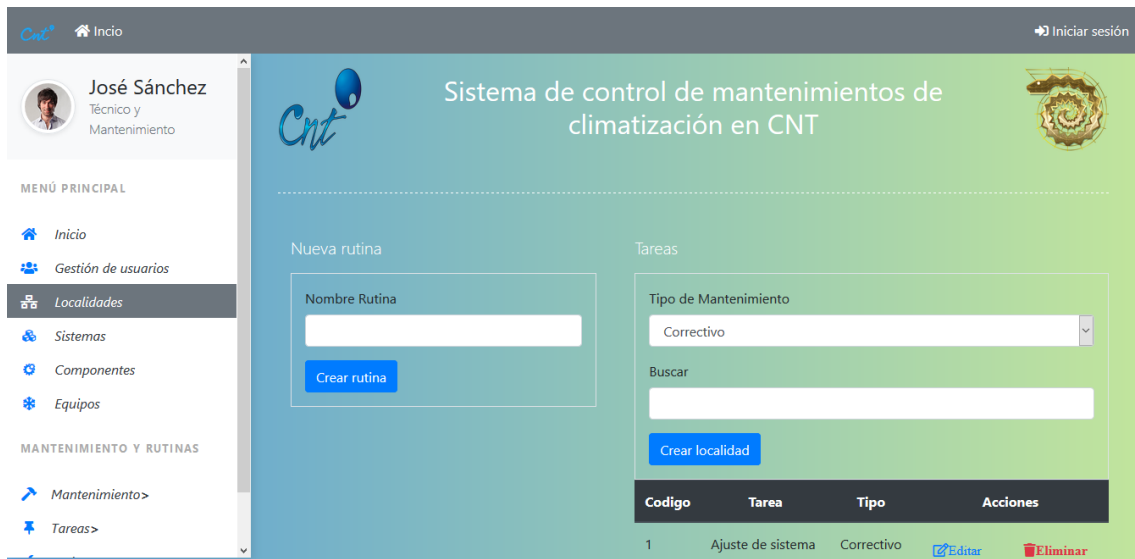 Cnt
Incio
Iniciar sesión
José Sánchez
Técnico y
Mantenimiento
MENÚ PRINCIPAL
Inicio
Gestión de usuarios
Localidades
Sistemas
Componentes
Equipos
MANTENIMIENTO Y RUTINAS
Mantenimiento>
Tareas>
Cnt
Sistema de control de mantenimientos de
climatización en CNT
Nueva rutina
Nombre Rutina
Crear rutina
Tareas
Tipo de Mantenimiento
Correctivo
Buscar
Crear localidad
Codigo Tarea Tipo Acciones
1 Ajuste de sistema Correctivo Editar Eliminar